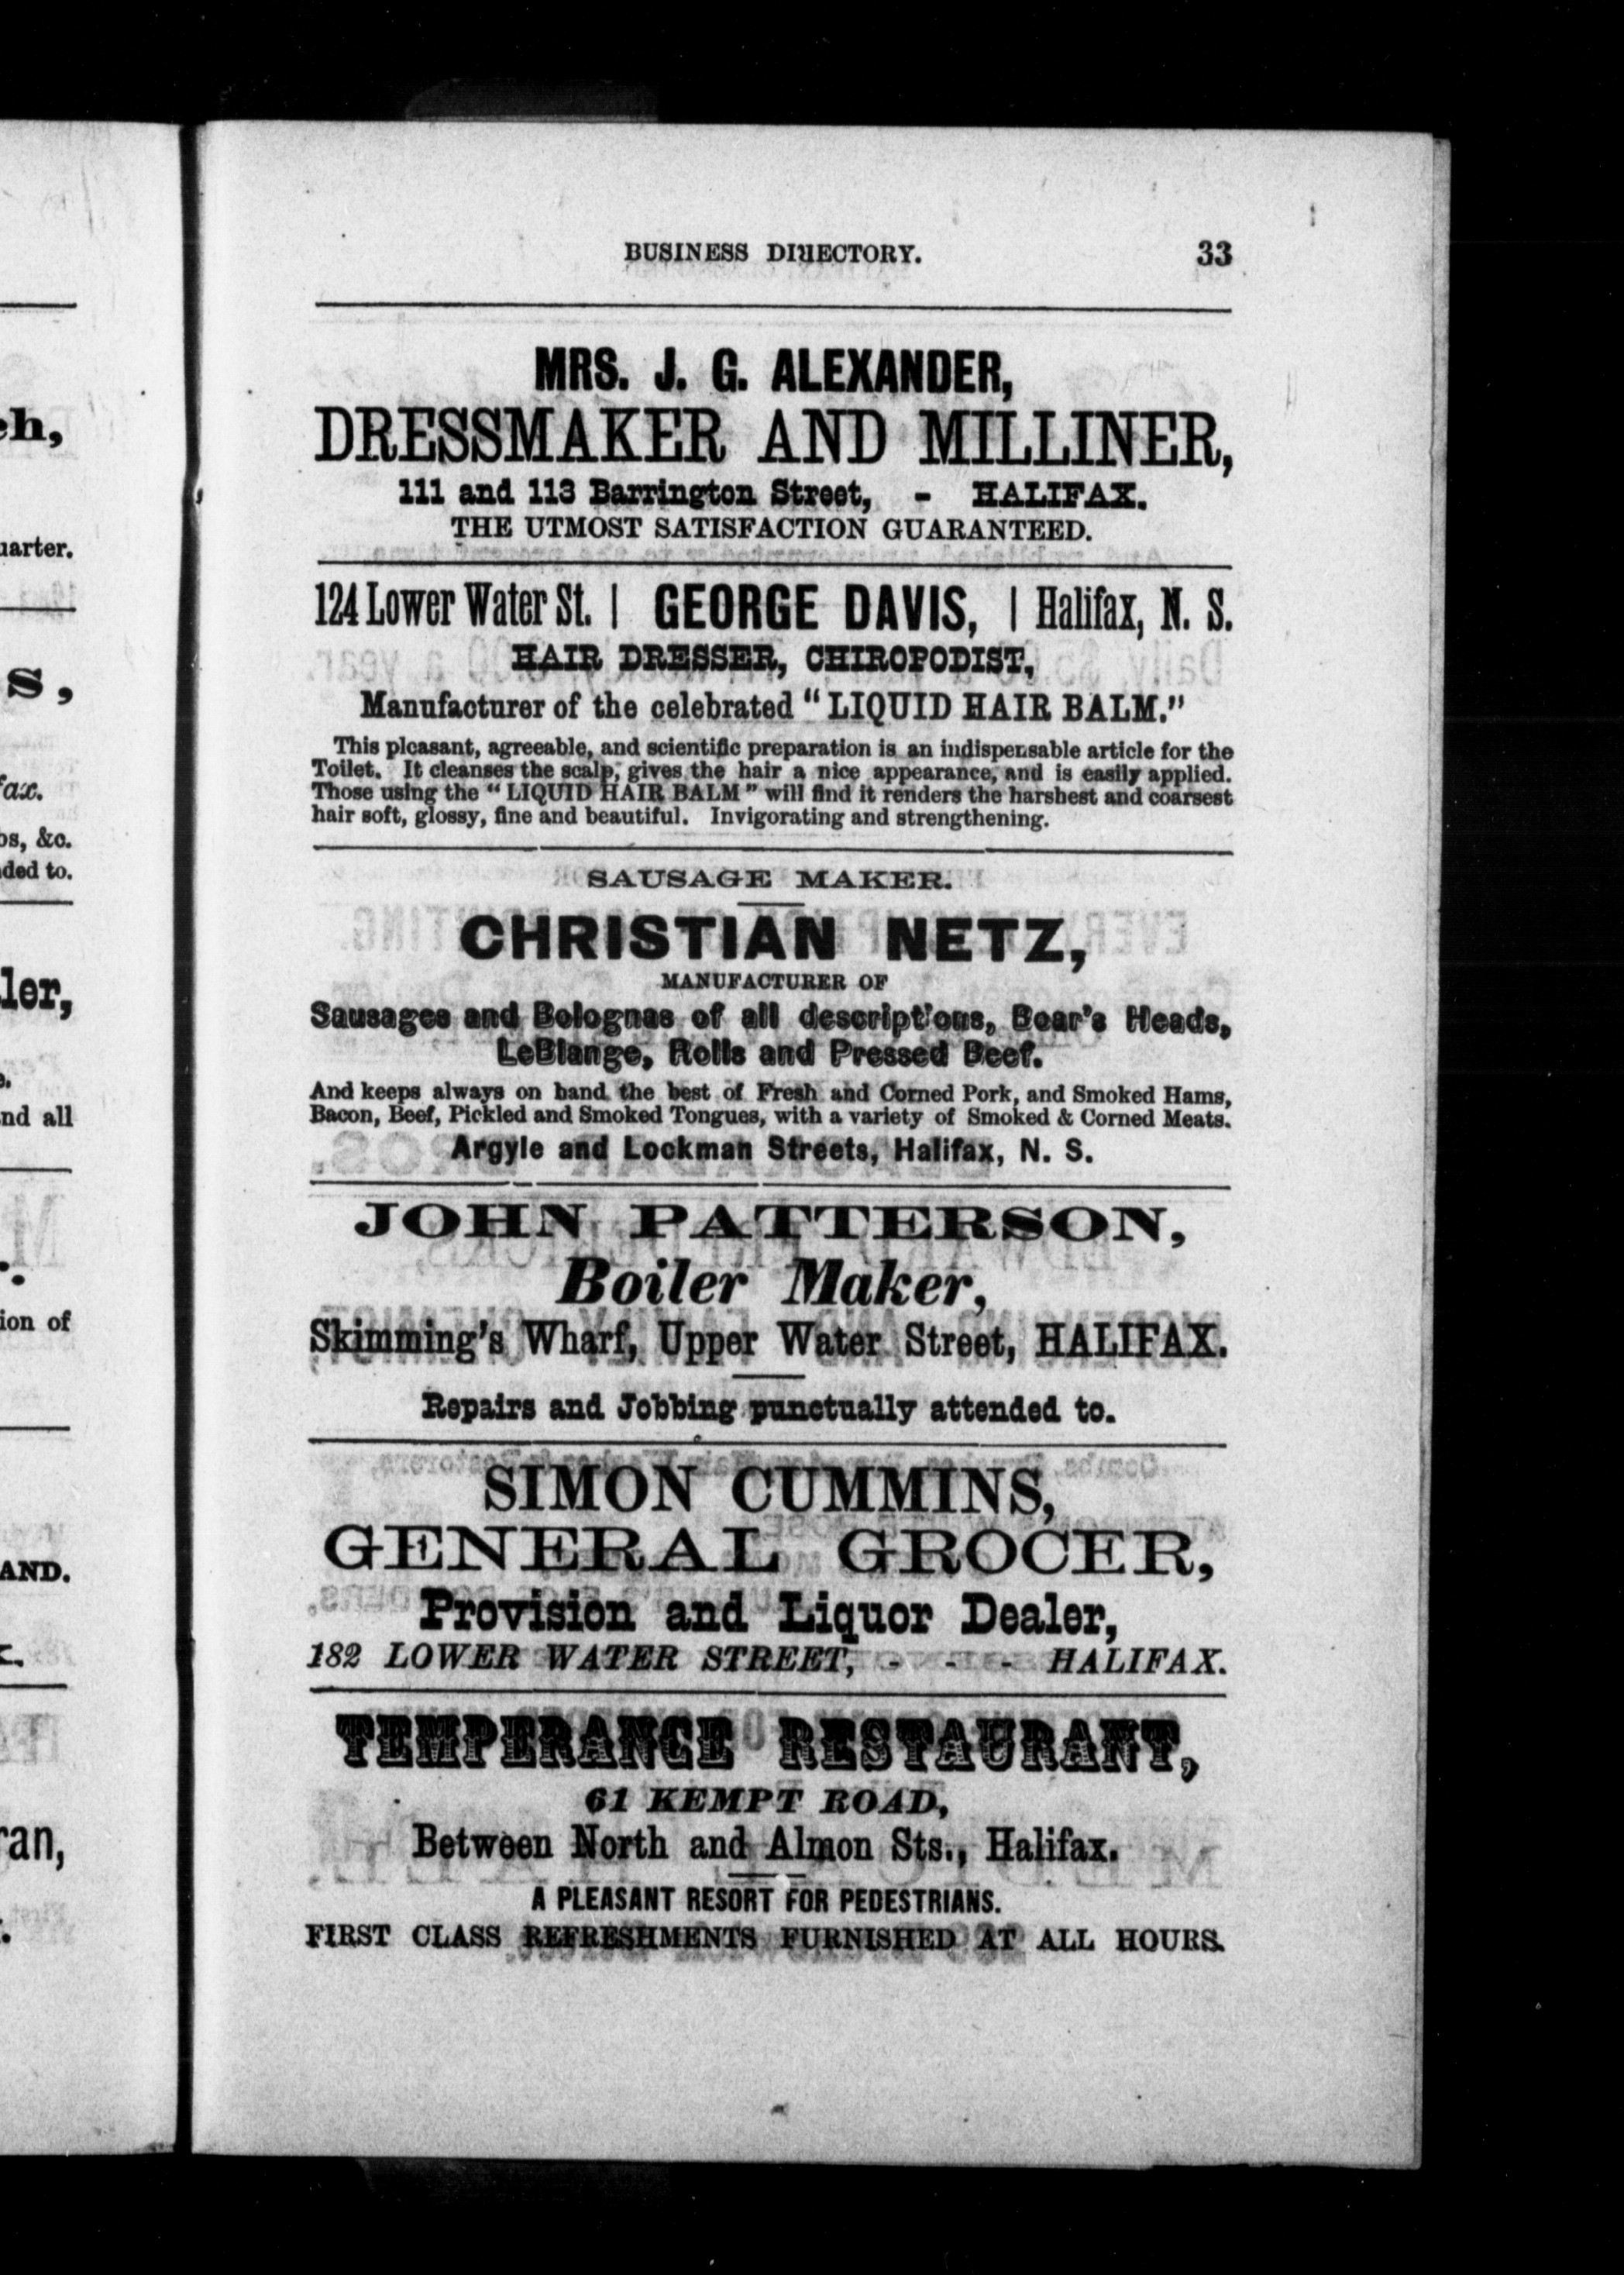 BUSINESS DIRECTORY. 33
MRS. J. G. ALEXANDER,
DRESSMAKER AND MILLINER,
111 and 113 Barrington Street, - HALIFAX.
THE UTMOST SATISFACTION GUARANTEED.
124 Lower Water St. | GEORGE DAVIS, | Halifax, N. S.
HAIR DRESSER, CHIROPODIST,
Manufacturer of the celebrated "LIQUID HAIR BALM."
This pleasant, agreeable, and scientific preparation is an indispensable article for the
Toilet. It cleanses the scalp, gives the hair a nice appearance, and is easily applied.
Those using the "LIQUID HAIR BALM" will find it renders the harshest and coarsest
hair soft, glossy, fine and beautiful. Invigorating and strengthening.
SAUSAGE MAKER.
CHRISTIAN NETZ,
MANUFACTURER OF
Sausages and Bolognas of all descriptions, Boar's Heads,
LeBlange, Rolls and Pressed Beef.
And keeps always on hand the best of Fresh and Corned Pork, and Smoked Hams,
Bacon, Beef, Pickled and Smoked Tongues, with a variety of Smoked & Corned Meats.
Argyle and Lockman Streets, Halifax, N. S.
JOHN PATTERSON,
Boiler Maker,
Skimming's Wharf, Upper Water Street, HALIFAX.
Repairs and Jobbing punctually attended to.
SIMON CUMMINS,
GENERAL GROCER,
Provision and Liquor Dealer,
182 LOWER WATER STREET, - - - HALIFAX.
TEMPERANCE RESTAURANT,
61 KEMPT ROAD,
Between North and Almon Sts., Halifax.
A PLEASANT RESORT FOR PEDESTRIANS.
FIRST CLASS REFRESHMENTS FURNISHED AT ALL HOURS.